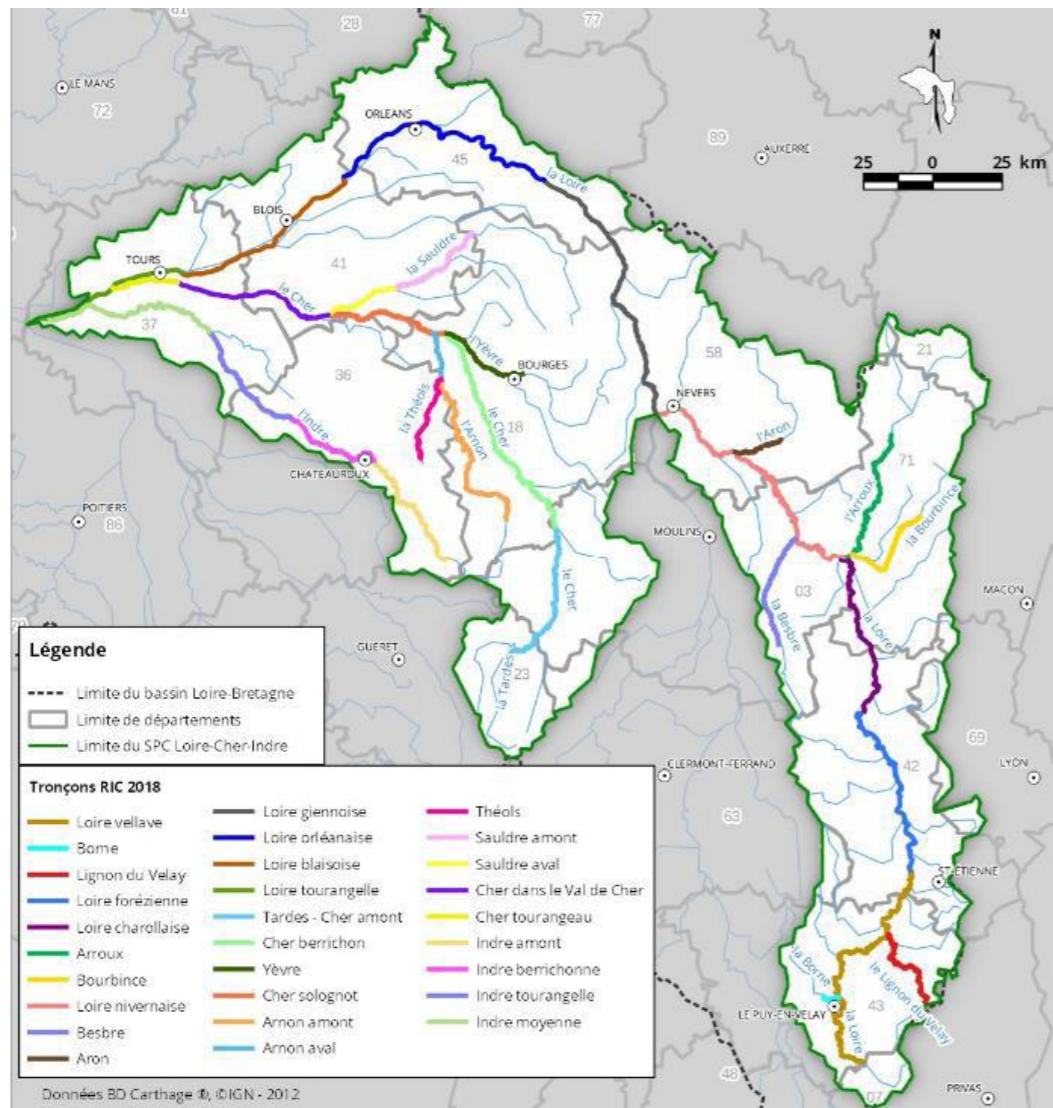 61
28
77
LE MANS
72
N
ORLEANS
45
89
AUXERRE
25 0 25 km
la Loire
BLOIS
41
la Sauldre
TOURS
le Cher
37
36
l'Yèvre
BOURGES
58
21
NEVERS
la Théols
l'Arnon
le Cher
18
l'Aron
71
l'Indre
CHATEAUROUX
l'Arroux
la Bourbince
POITIERS
86
MOULINS
03
la Besbre
la Loire
MACON
le Cher
GUERET
le Tardes
23
69
CLERMONT-FERRAND
42
LYON
63
ST-ETIENNE
la Borne
le Lignon du Velay
LE PUY-EN-VELAY
la Loire
43
48
07
PRIVAS
Légende
Limite du bassin Loire-Bretagne
Limite de départements
Limite du SPC Loire-Cher-Indre
Tronçons RIC 2018
Loire vellave
Borne
Lignon du Velay
Loire forézienne
Loire charollaise
Arroux
Bourbince
Loire nivernaise
Besbre
Aron
Loire giennoise
Loire orléanaise
Loire blaisoise
Loire tourangelle
Tardes - Cher amont
Cher berrichon
Yèvre
Cher solognot
Arnon amont
Arnon aval
Théols
Sauldre amont
Sauldre aval
Cher dans le Val de Cher
Cher tourangeau
Indre amont
Indre berrichonne
Indre tourangelle
Indre moyenne
Données BD Carthage ®, ©IGN - 2012